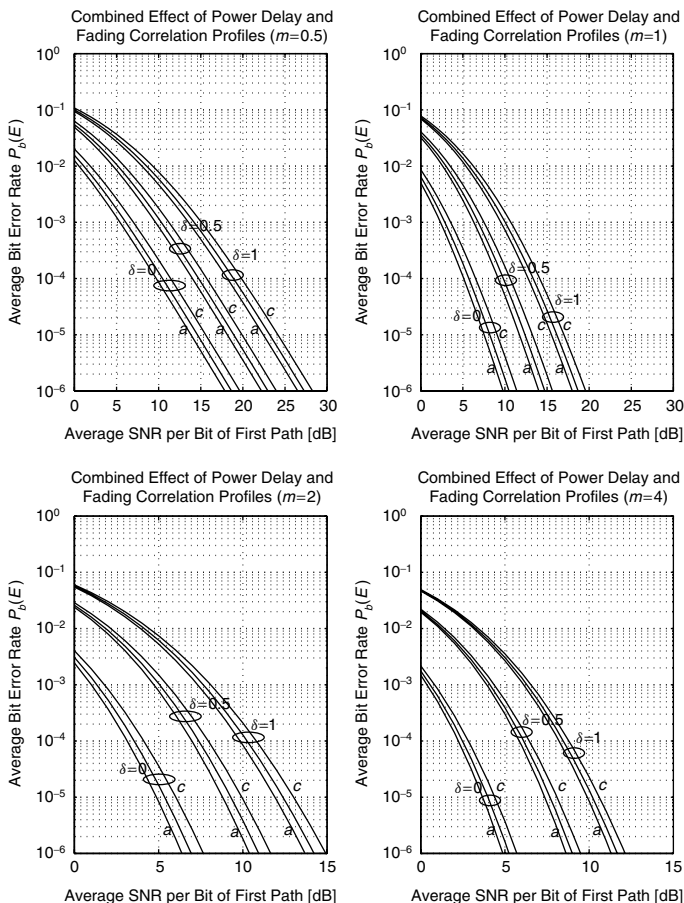 Combined Effect of Power Delay and
Fading Correlation Profiles (m=0.5)
Average Bit Error Rate P_b(E)
10^0
10^−1
10^−2
10^−3
10^−4
10^−5
10^−6
δ=0
δ=0.5
δ=1
a
c
a
c
a
c
0
5
10
15
20
25
30
Average SNR per Bit of First Path [dB]
Combined Effect of Power Delay and
Fading Correlation Profiles (m=1)
Average Bit Error Rate P_b(E)
10^0
10^−1
10^−2
10^−3
10^−4
10^−5
10^−6
δ=0
δ=0.5
δ=1
a
c
a
c
a
c
0
5
10
15
20
25
30
Average SNR per Bit of First Path [dB]
Combined Effect of Power Delay and
Fading Correlation Profiles (m=2)
Average Bit Error Rate P_b(E)
10^0
10^−1
10^−2
10^−3
10^−4
10^−5
10^−6
δ=0
δ=0.5
δ=1
a
c
a
c
a
c
0
5
10
15
Average SNR per Bit of First Path [dB]
Combined Effect of Power Delay and
Fading Correlation Profiles (m=4)
Average Bit Error Rate P_b(E)
10^0
10^−1
10^−2
10^−3
10^−4
10^−5
10^−6
δ=0
δ=0.5
δ=1
a
c
a
c
a
c
0
5
10
15
Average SNR per Bit of First Path [dB]